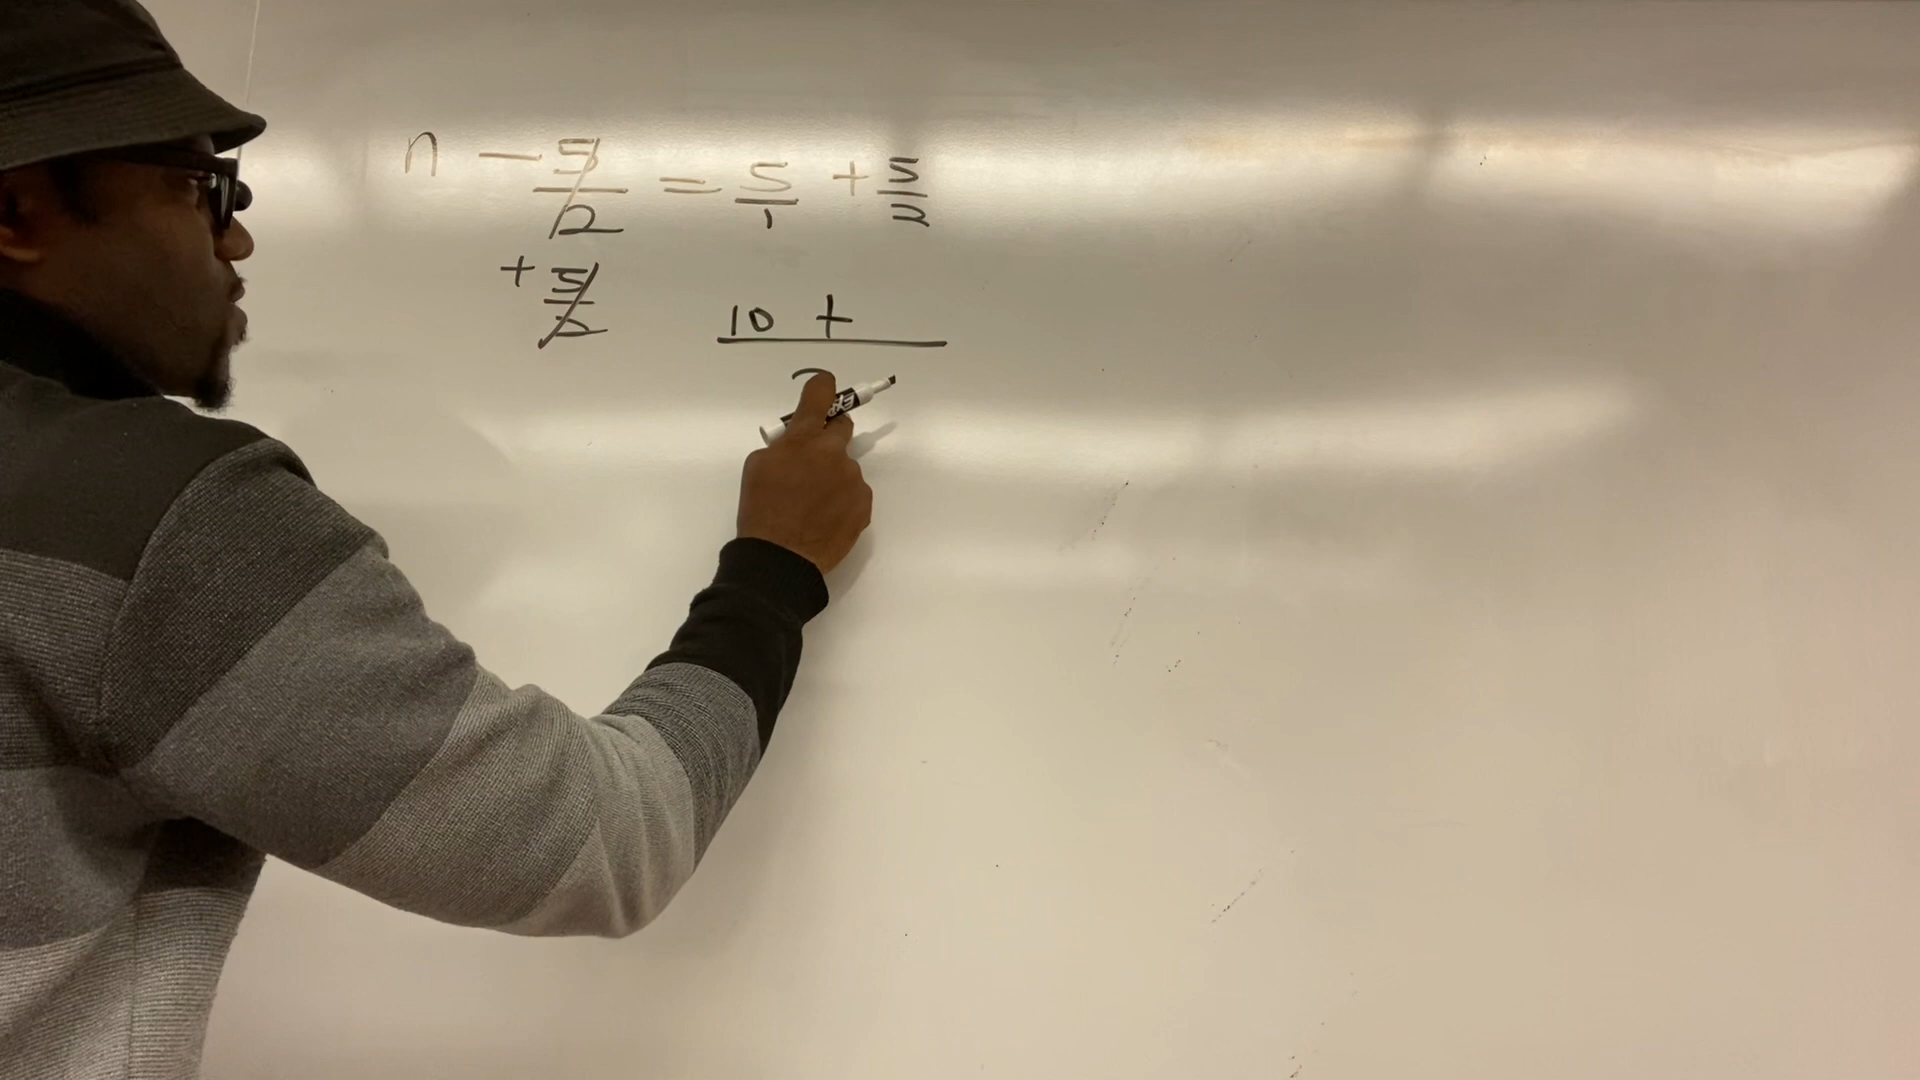 n - 5/2 = 5/1 + 5/2
+ 5/2
10 +